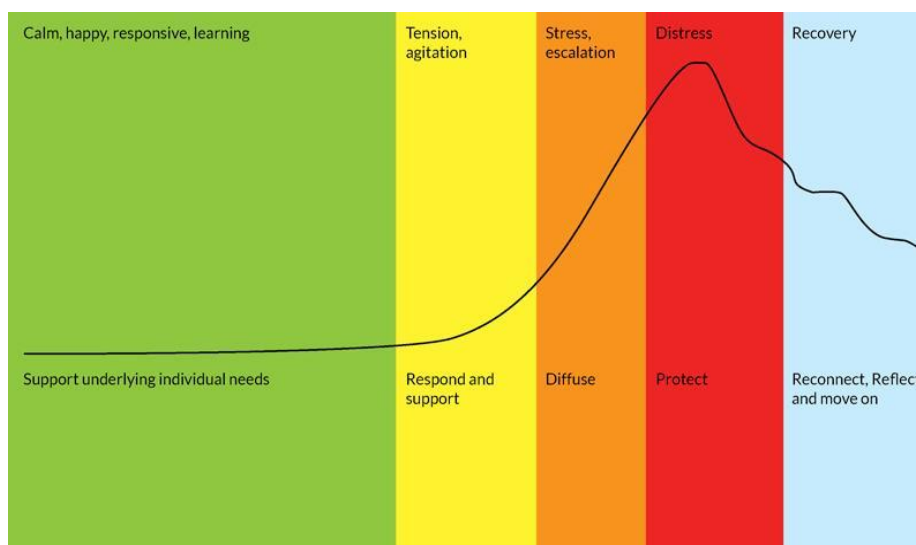 Calm, happy, responsive, learning
Tension,
agitation
Stress,
escalation
Distress
Recovery
Support underlying individual needs
Respond and
support
Diffuse
Protect
Reconnect, Reflect
and move on